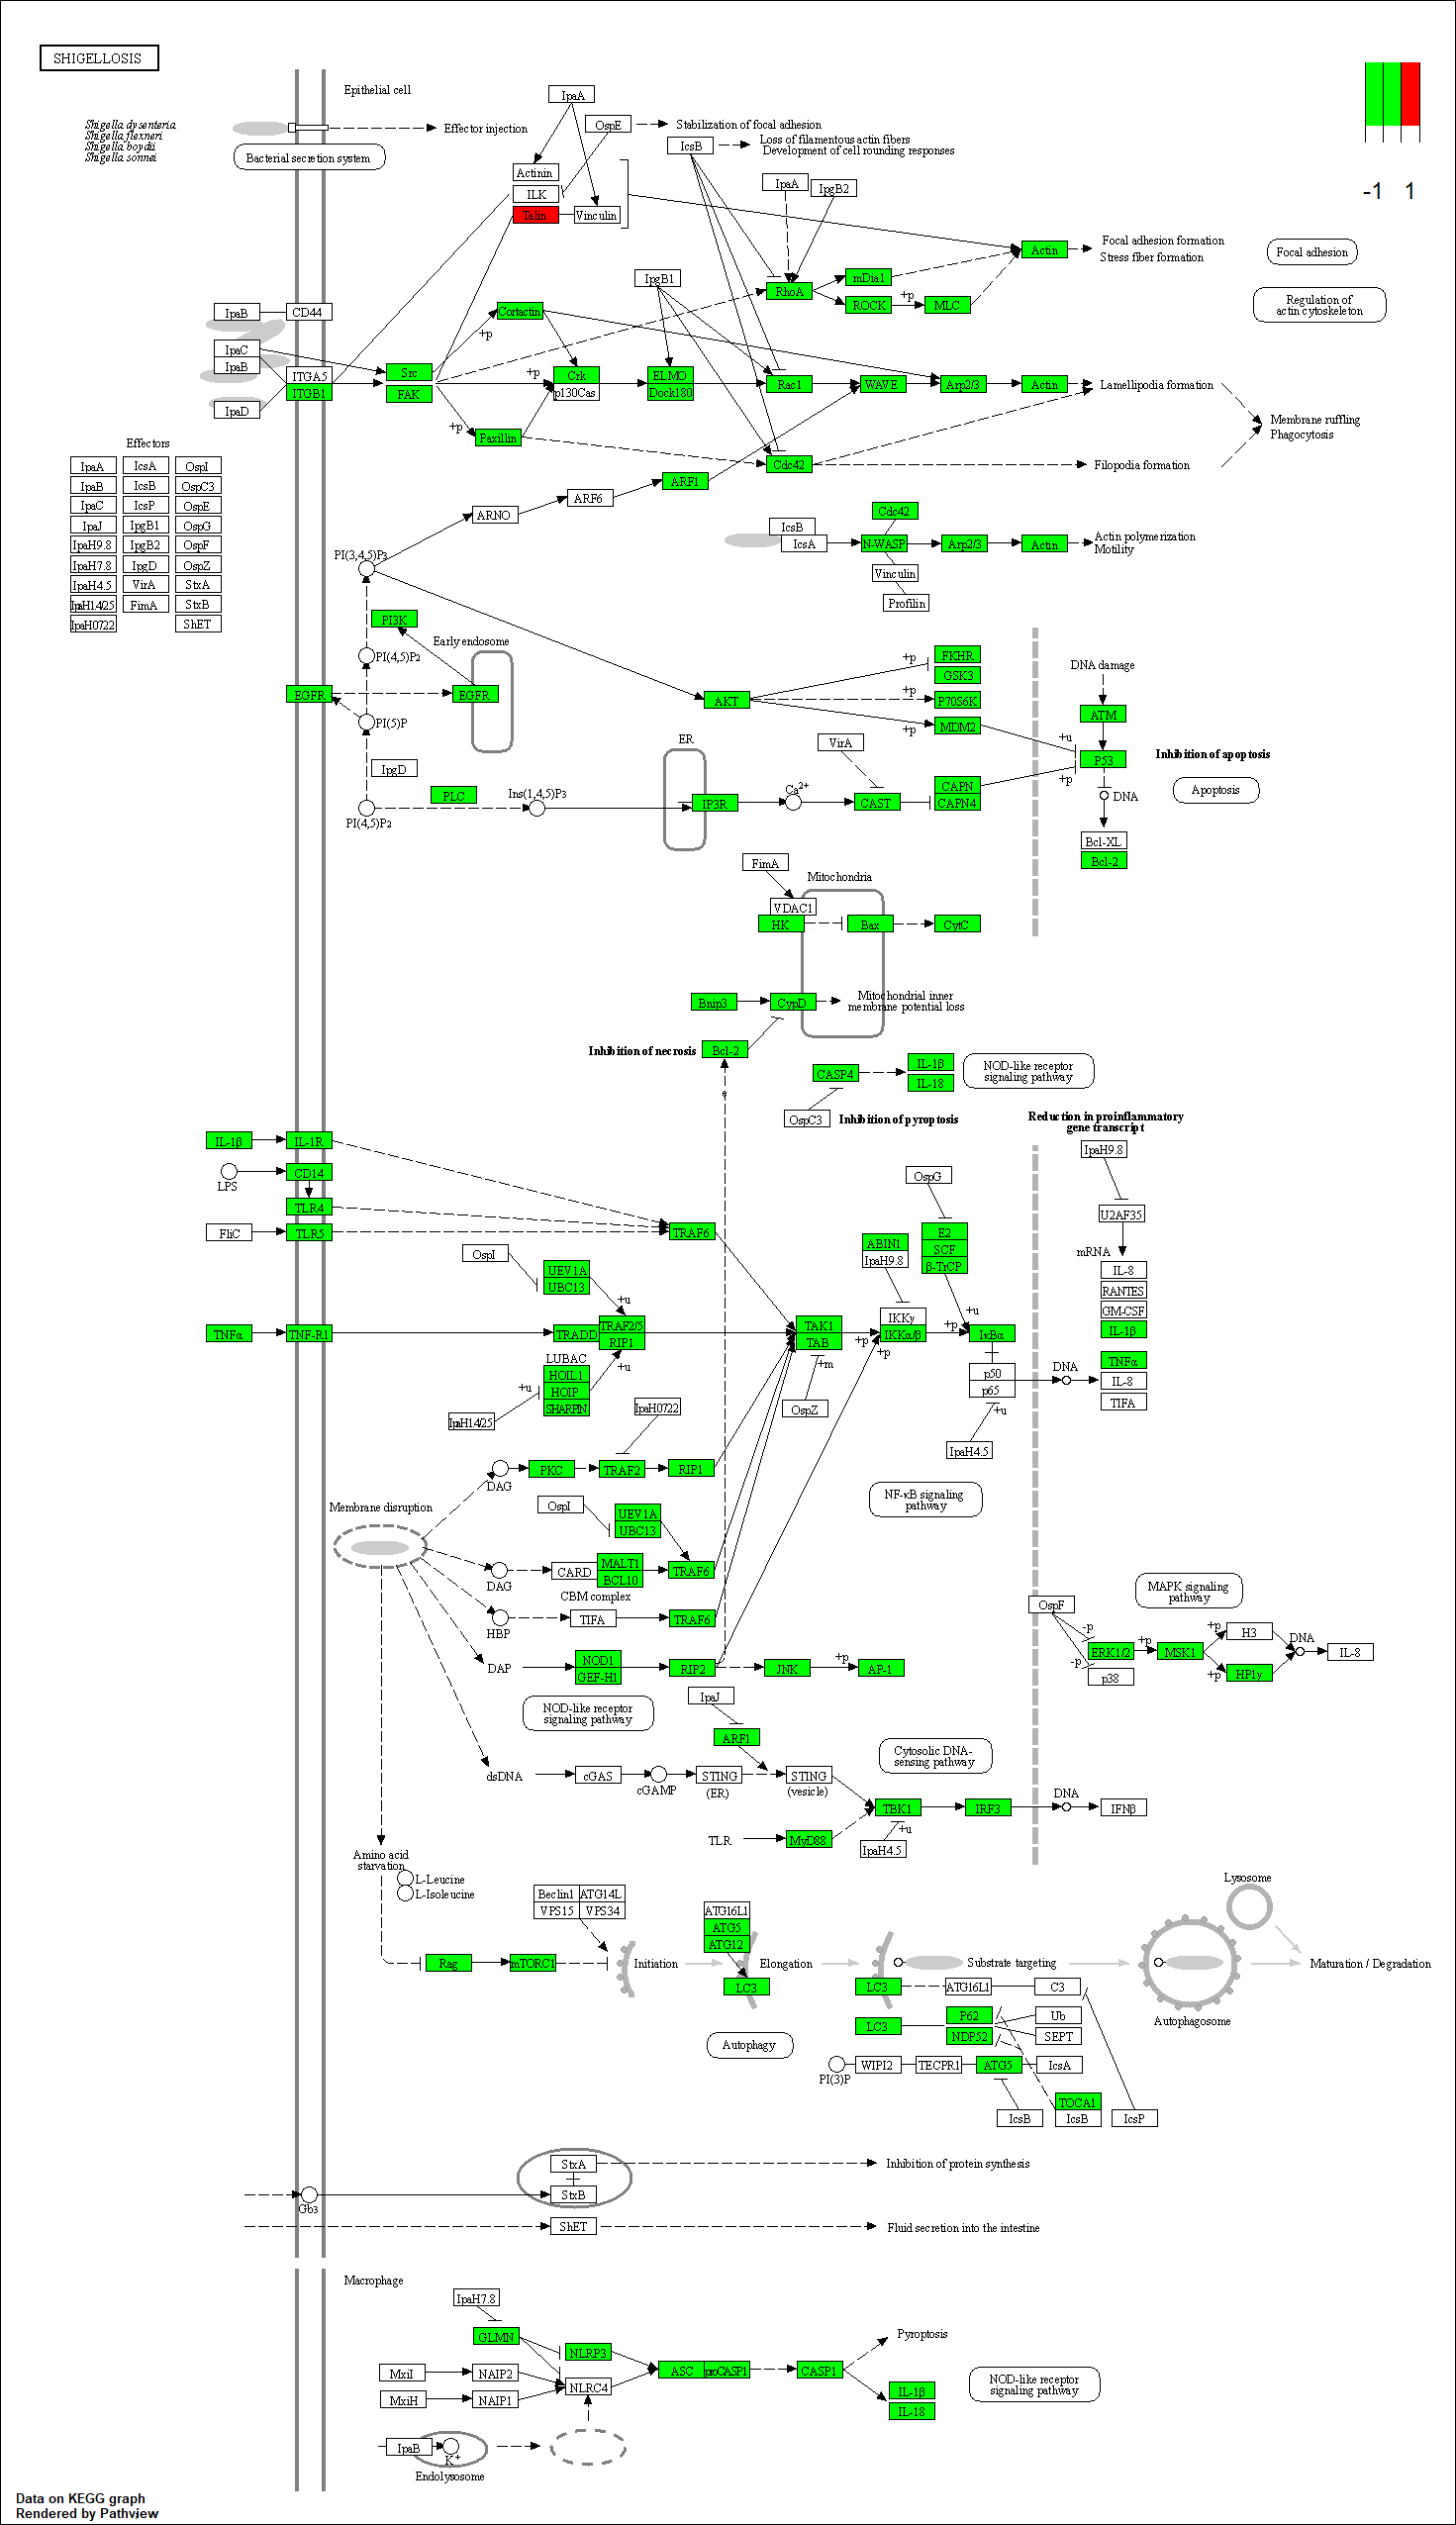 SHIGELLOSIS
Epithelial cell
Shigella dysenteria
Shigella flexneri
Shigella boydii
Shigella sonnei
Bacterial secretion system
Effector injection
IpaA
OspE
Stabilization of focal adhesion
IcsB
Loss of filamentous actin fibers
Development of cell rounding responses
-1 1
Actinin
ILK
Talin
Vinculin
IpaA
IpgB2
Actin
Focal adhesion formation
Stress fiber formation
Focal adhesion
IpgB1
RhoA
mDia1
ROCK
+p
MLC
Regulation of
actin cytoskeleton
IpaB
CD44
Cortactin
+p
IpaC
IpaB
ITGA5
ITGB1
IpaD
Src
FAK
+p
Crk
p130Cas
ELMO
Dock180
Rac1
WAVE
Arp2/3
Actin
Lamellipodia formation
Membrane ruffling
Phagocytosis
+p
Paxillin
Cdc42
Filopodia formation
Effectors
IpaA IcsA OspI
IpaB IcsB OspC3
IpaC IcsP OspE
IpaJ IpgB1 OspG
IpaH9.8 IpgB2 OspF
IpaH7.8 IpgD OspZ
IpaH4.5 VirA StxA
IpaH14/25 FimA StxB
IpaH0722 ShET
ARF1
ARF6
ARNO
Cdc42
IcsB
IcsA
N-WASP
Arp2/3
Actin
Actin polymerization
Motility
Vinculin
Profilin
PI(3,4,5)P3
PI3K
Early endosome
PI(4,5)P2
EGFR
EGFR
PI(5)P
IpgD
PI(4,5)P2
PLC
Ins(1,4,5)P3
ER
IP3R
Ca2+
AKT
+p
FKHR
GSK3
+p
P70S6K
+p
MDM2
VirA
CAST
CAPN
CAPN4
DNA damage
ATM
+u
P53
+p
DNA
Bcl-XL
Bcl-2
Inhibition of apoptosis
Apoptosis
FimA
Mitochondria
VDAC1
HK
Bax
CytC
Bnip3
CypD
Mitochondrial inner
membrane potential loss
Inhibition of necrosis
Bcl-2
e
CASP4
IL-1β
IL-18
NOD-like receptor
signaling pathway
OspC3
Inhibition of pyroptosis
Reduction in proinflammatory
gene transcript
IpaH9.8
IL-1β
IL-1R
LPS
CD14
TLR4
FliC
TLR5
TRAF6
OspG
U2AF35
mRNA
ABIN1
IpaH9.8
E2
SCF
β-TrCP
OspI
UEV1A
UBC13
+u
IL-8
RANTES
GM-CSF
IL-1β
TNFα
TNF-R1
TRADD
TRAF2/5
RIP1
TAK1
TAB
+p
IKKγ
IKKα/β
+p
+p
+u
IκBα
LUBAC
HOIL1
HOIP
SHARPIN
+u
+u
IpaH14/25
+m
OspZ
p50
p65
DNA
TNFα
IL-8
TIFA
+u
IpaH4.5
IpaH0722
DAG
PKC
TRAF2
RIP1
NF-κB signaling
pathway
Membrane disruption
OspI
UEV1A
UBC13
DAG
CARD
MALT1
BCL10
CBM complex
TRAF6
HBP
TIFA
TRAF6
MAPK signaling
pathway
OspF
-p
-p
ERK1/2
p38
+p
MSK1
+p
+p
H3
HP1γ
DNA
IL-8
DAP
NOD1
GEF-H1
RIP2
JNK
+p
AP-1
NOD-like receptor
signaling pathway
IpaJ
ARF1
Cytosolic DNA-
sensing pathway
dsDNA
cGAS
cGAMP
STING
(ER)
STING
(vesicle)
TBK1
IRF3
DNA
IFNβ
TLR
MyD88
+u
IpaH4.5
Amino acid
starvation
L-Leucine
L-Isoleucine
Beclin1 ATG14L
VPS15 VPS34
ATG16L1
ATG5
ATG12
Lysosome
Rag
mTORC1
Initiation
Elongation
Substrate targeting
Maturation / Degradation
LC3
LC3
ATG16L1
C3
LC3
P62
NDP52
Ub
SEPT
Autophagosome
Autophagy
PI(3)P
WIPI2
TECPR1
ATG5
IcsA
TOCA1
IcsB
IcsB
IcsP
StxA
Inhibition of protein synthesis
StxB
Gb3
ShET
Fluid secretion into the intestine
Macrophage
IpaH7.8
GLMN
NLRP3
Pyroptosis
MxiI
NAIP2
NLRC4
ASC
proCASP1
CASP1
MxiH
NAIP1
IL-1β
IL-18
NOD-like receptor
signaling pathway
IpaB
K+
Endolysosome
Data on KEGG graph
Rendered by Pathview